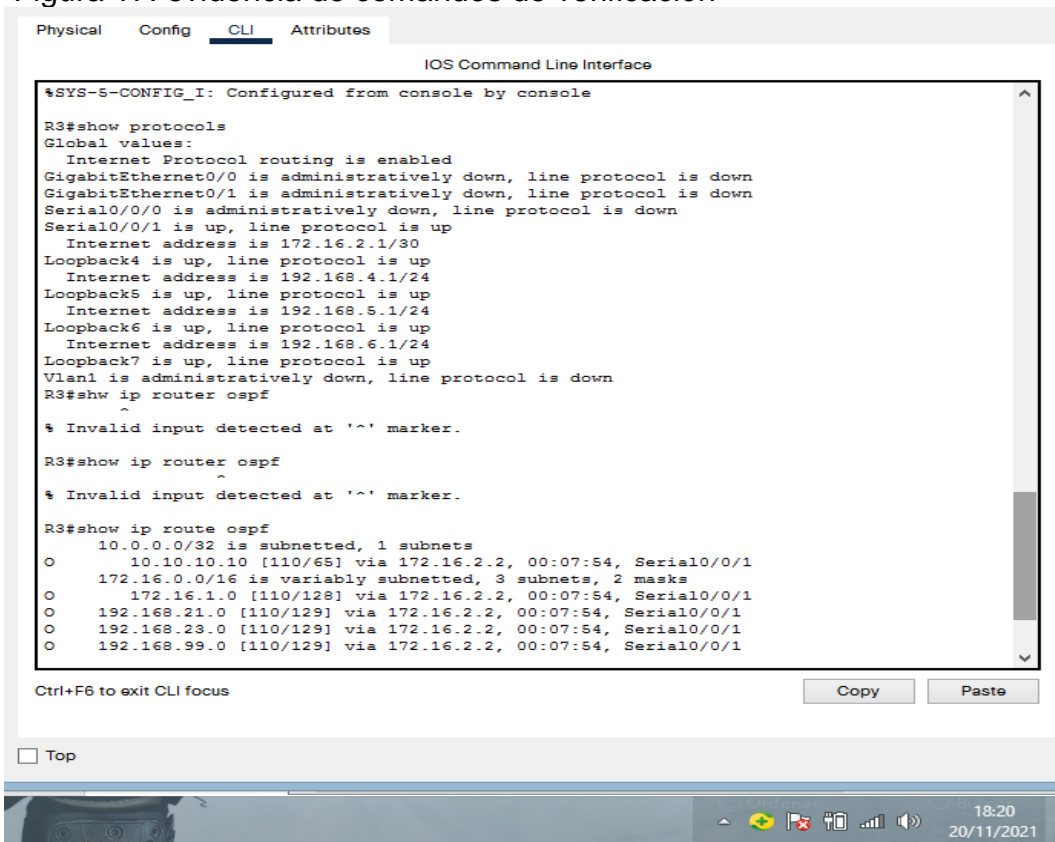 Physical Config CLI Attributes
IOS Command Line Interface
%SYS-5-CONFIG_I: Configured from console by console
R3#show protocols
Global values:
Internet Protocol routing is enabled
GigabitEthernet0/0 is administratively down, line protocol is down
GigabitEthernet0/1 is administratively down, line protocol is down
Serial0/0/0 is administratively down, line protocol is down
Serial0/0/1 is up, line protocol is up
Internet address is 172.16.2.1/30
Loopback4 is up, line protocol is up
Internet address is 192.168.4.1/24
Loopback5 is up, line protocol is up
Internet address is 192.168.5.1/24
Loopback6 is up, line protocol is up
Internet address is 192.168.6.1/24
Loopback7 is up, line protocol is up
Vlan1 is administratively down, line protocol is down
R3#shw ip router ospf
^
% Invalid input detected at '^' marker.
R3#show ip router ospf
^
% Invalid input detected at '^' marker.
R3#show ip route ospf
10.0.0.0/32 is subnetted, 1 subnets
O 10.10.10.10 [110/65] via 172.16.2.2, 00:07:54, Serial0/0/1
172.16.0.0/16 is variably subnetted, 3 subnets, 2 masks
O 172.16.1.0 [110/128] via 172.16.2.2, 00:07:54, Serial0/0/1
O 192.168.21.0 [110/129] via 172.16.2.2, 00:07:54, Serial0/0/1
O 192.168.23.0 [110/129] via 172.16.2.2, 00:07:54, Serial0/0/1
O 192.168.99.0 [110/129] via 172.16.2.2, 00:07:54, Serial0/0/1
Ctrl+F6 to exit CLI focus Copy Paste
Top
18:20
20/11/2021